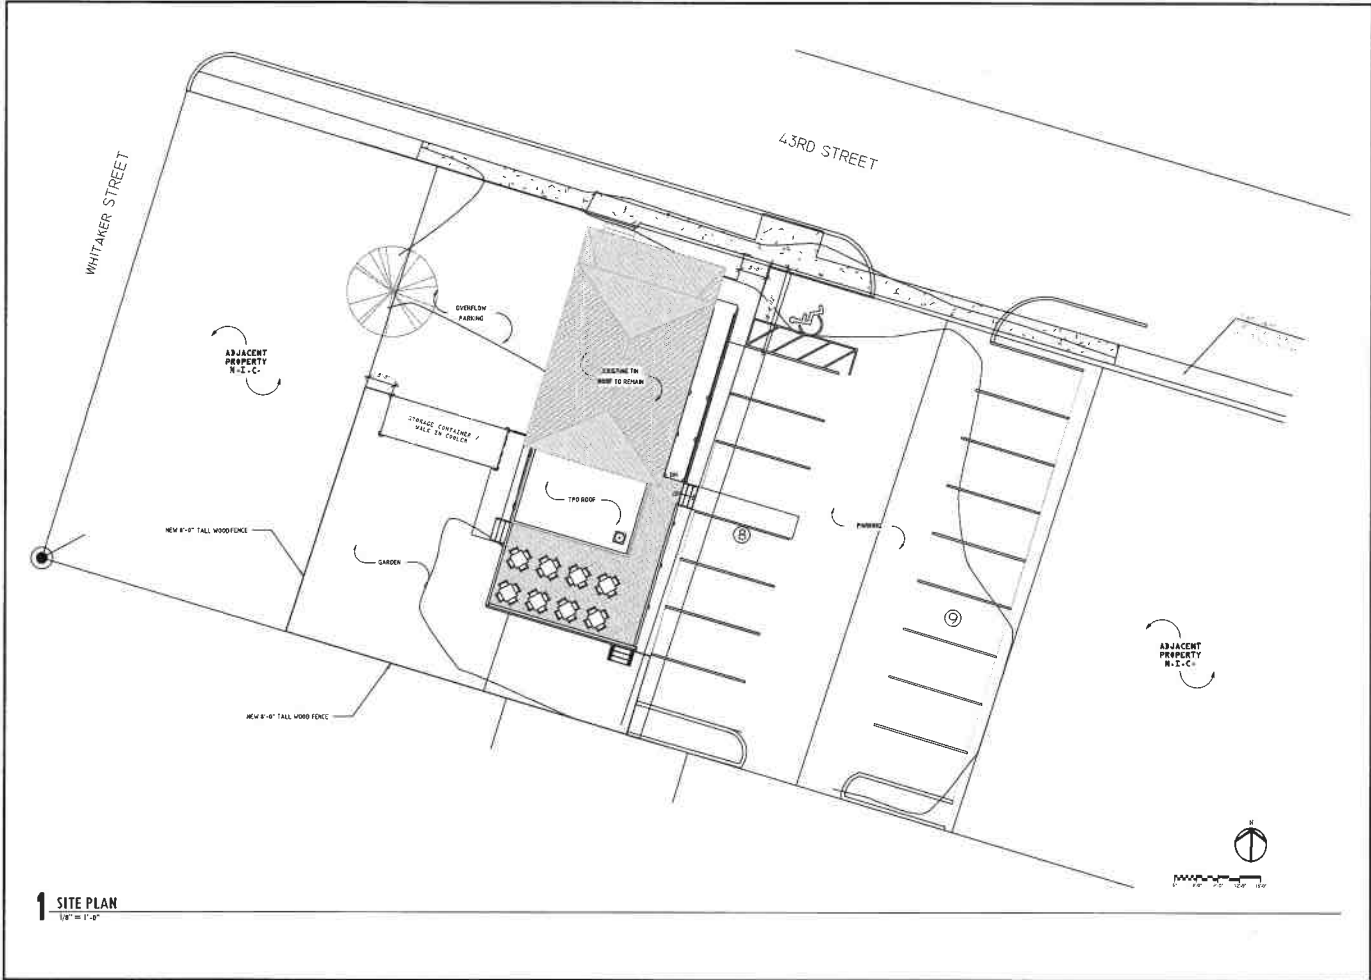 43RD STREET
WHITAKER STREET
OVERFLOW
PARKING
ADJACENT
PROPERTY
N.I.C.
EXISTING TIN
ROOF TO REMAIN
STORAGE CONTAINER /
WALK IN COOLER
DN
TPO ROOF
8
PARKING
NEW 8'-0" TALL WOOD FENCE
GARDEN
9
ADJACENT
PROPERTY
N.I.C.
NEW 8'-0" TALL WOOD FENCE
N
1 SITE PLAN
1/8" = 1'-0"